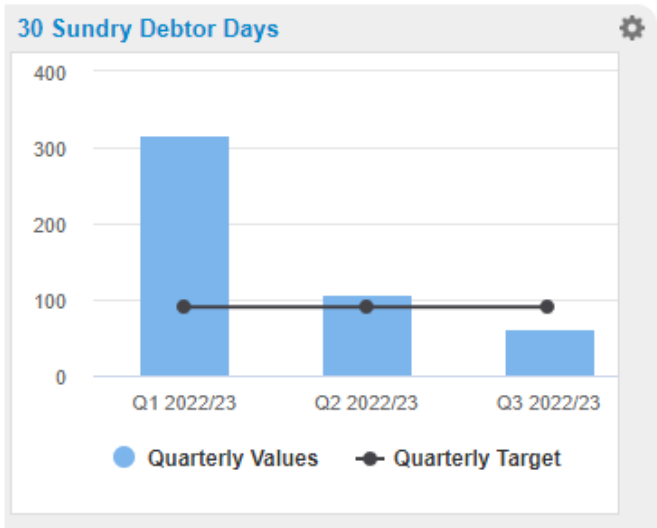 30 Sundry Debtor Days
400
300
200
100
0
Q1 2022/23 Q2 2022/23 Q3 2022/23
Quarterly Values Quarterly Target